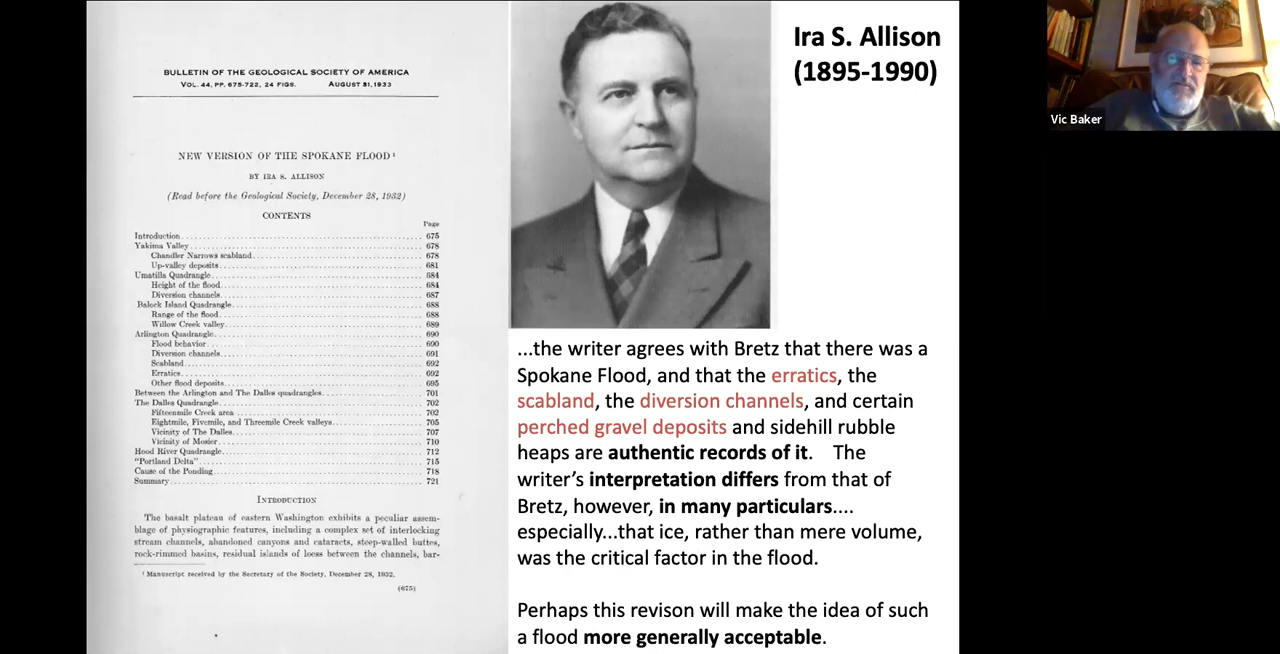 BULLETIN OF THE GEOLOGICAL SOCIETY OF AMERICA
VOL. 44, PP. 675-722, 24 FIGS. AUGUST 31, 1933
NEW VERSION OF THE SPOKANE FLOOD ¹
BY IRA S. ALLISON
(Read before the Geological Society, December 28, 1932)
CONTENTS
Page
Introduction 675
Yakima Valley 678
Chandler Narrows scabland 678
Up-valley deposits 681
Umatilla Quadrangle 684
Height of the flood 684
Diversion channels 687
Balock Island Quadrangle 688
Range of the flood 688
Willow Creek valley 689
Arlington Quadrangle 690
Flood behavior 690
Diversion channels 691
Scabland 692
Erratics 692
Other flood deposits 695
Between the Arlington and The Dalles quadrangles 701
The Dalles Quadrangle 702
Fifteenmile Creek area 702
Eightmile, Fivemile, and Threemile Creek valleys 705
Vicinity of The Dalles 707
Vicinity of Mosier 710
Hood River Quadrangle 712
"Portland Delta" 715
Cause of the Ponding 718
Summary 721
INTRODUCTION
The basalt plateau of eastern Washington exhibits a peculiar assem-
blage of physiographic features, including a complex set of interlocking
stream channels, abandoned canyons and cataracts, steep-walled buttes,
rock-rimmed basins, residual islands of loess between the channels, bar-
¹ Manuscript received by the Secretary of the Society, December 28, 1932.
(675)
Ira S. Allison
(1895-1990)
...the writer agrees with Bretz that there was a
Spokane Flood, and that the erratics, the
scabland, the diversion channels, and certain
perched gravel deposits and sidehill rubble
heaps are authentic records of it. The
writer's interpretation differs from that of
Bretz, however, in many particulars....
especially...that ice, rather than mere volume,
was the critical factor in the flood.
Perhaps this revison will make the idea of such
a flood more generally acceptable.
Vic Baker